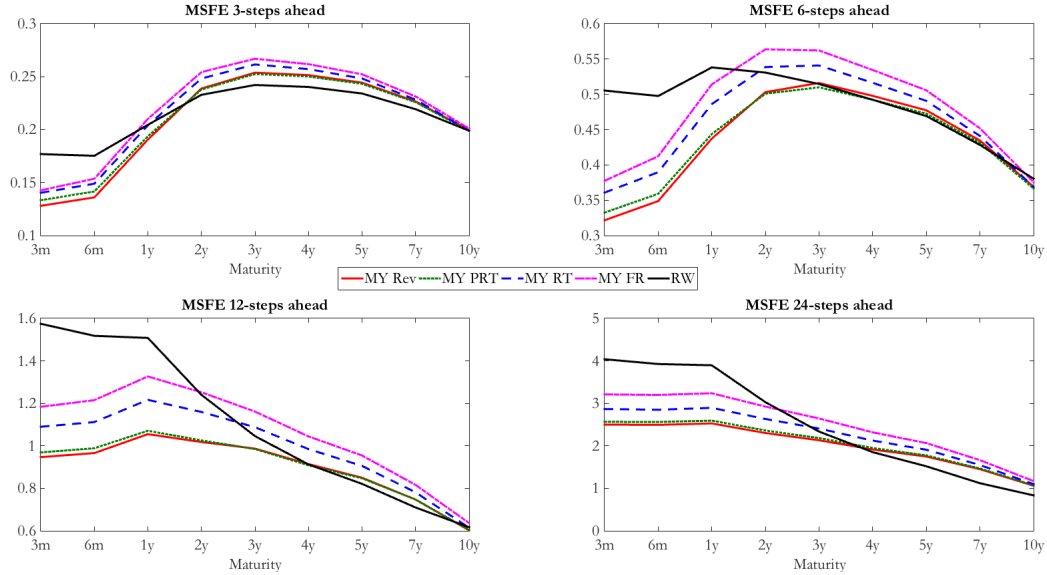 MSFE 3-steps ahead
0.3
0.25
0.2
0.15
0.1
3m 6m 1y 2y 3y 4y 5y 7y 10y
Maturity
MSFE 6-steps ahead
0.6
0.55
0.5
0.45
0.4
0.35
0.3
3m 6m 1y 2y 3y 4y 5y 7y 10y
Maturity
MY Rev MY PRT MY RT MY FR RW
MSFE 12-steps ahead
1.6
1.4
1.2
1
0.8
0.6
3m 6m 1y 2y 3y 4y 5y 7y 10y
Maturity
MSFE 24-steps ahead
5
4
3
2
1
0
3m 6m 1y 2y 3y 4y 5y 7y 10y
Maturity